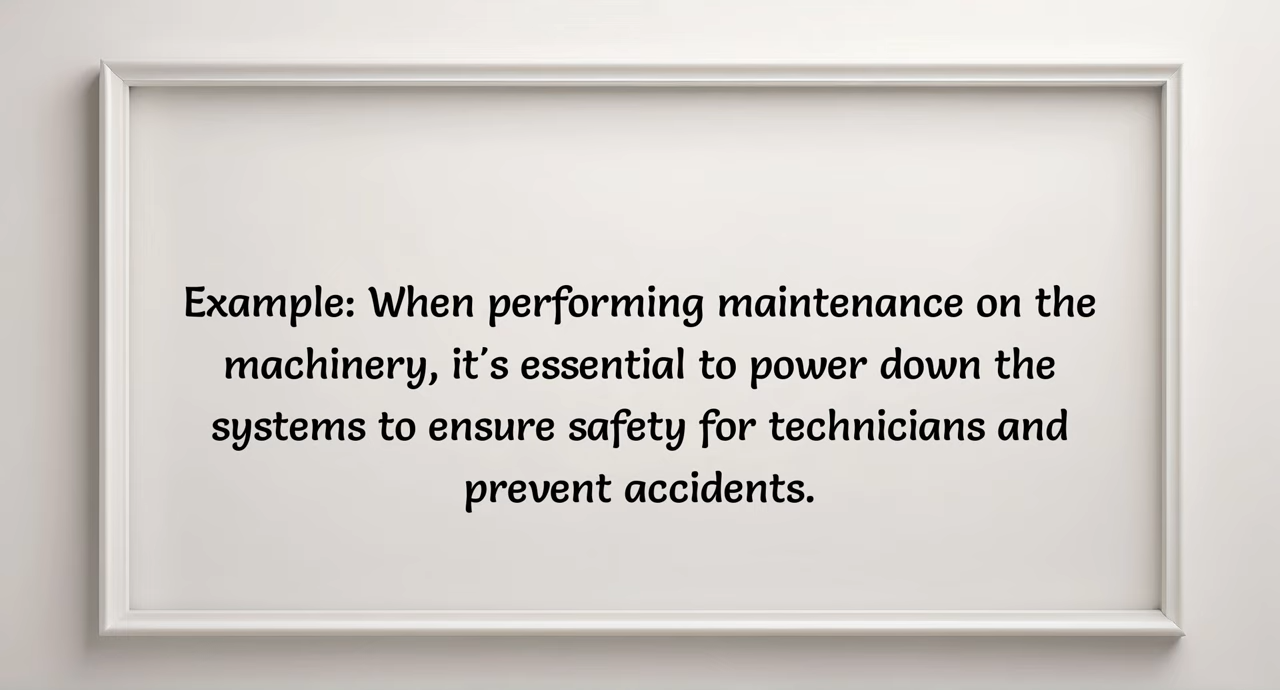 Example: When performing maintenance on the
machinery, it's essential to power down the
systems to ensure safety for technicians and
prevent accidents.